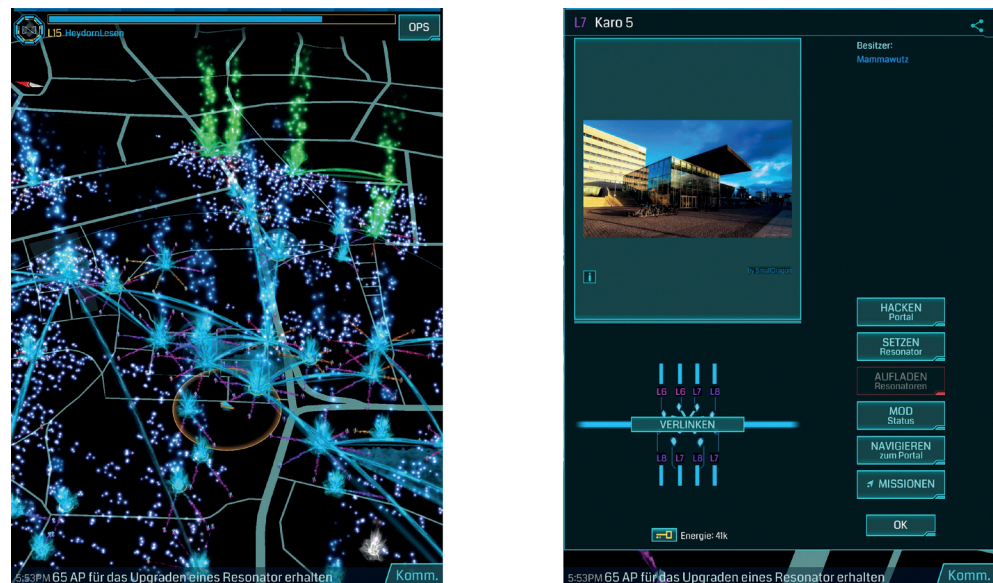 L15 HeydornLesen
OPS
5:53PM 65 AP für das Upgraden eines Resonator erhalten
Komm.
L7 Karo 5
Besitzer:
Mammawutz
i
HACKEN
Portal
SETZEN
Resonator
AUFLADEN
Resonatoren
MOD
Status
NAVIGIEREN
zum Portal
MISSIONEN
OK
L6 L6 L7 L8
VERLINKEN
L8 L7 L8 L7
Energie: 41k
5:53PM 65 AP für das Upgraden eines Resonator erhalten
Komm.